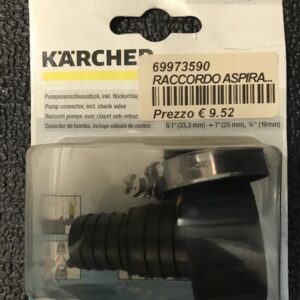 KÄRCHER
69973590
RACCORDO ASPIRA...
Prezzo € 9.52
Pumpenanschlussstück, inkl. Rückschlag
Pump connector, incl. check valve
Raccord pompe avec clapet anti-retour
Conector de bomba, incluye válvula de control
G1" (33,3 mm) → 1" (25 mm), ¾" (19mm)